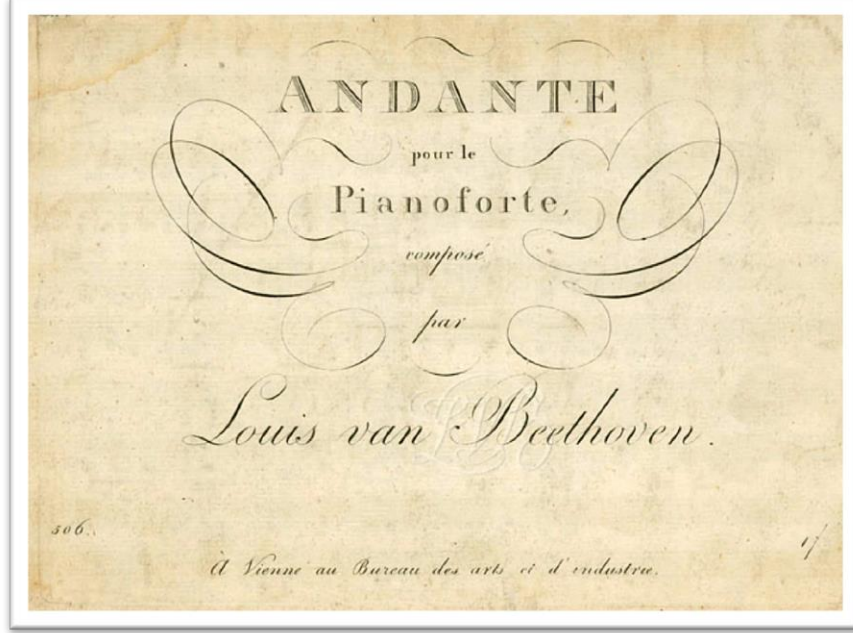 ANDANTE
pour le
Pianoforte,
composé
par
Louis van Beethoven.
506.
A Vienne au Bureau des arts et d'industrie.